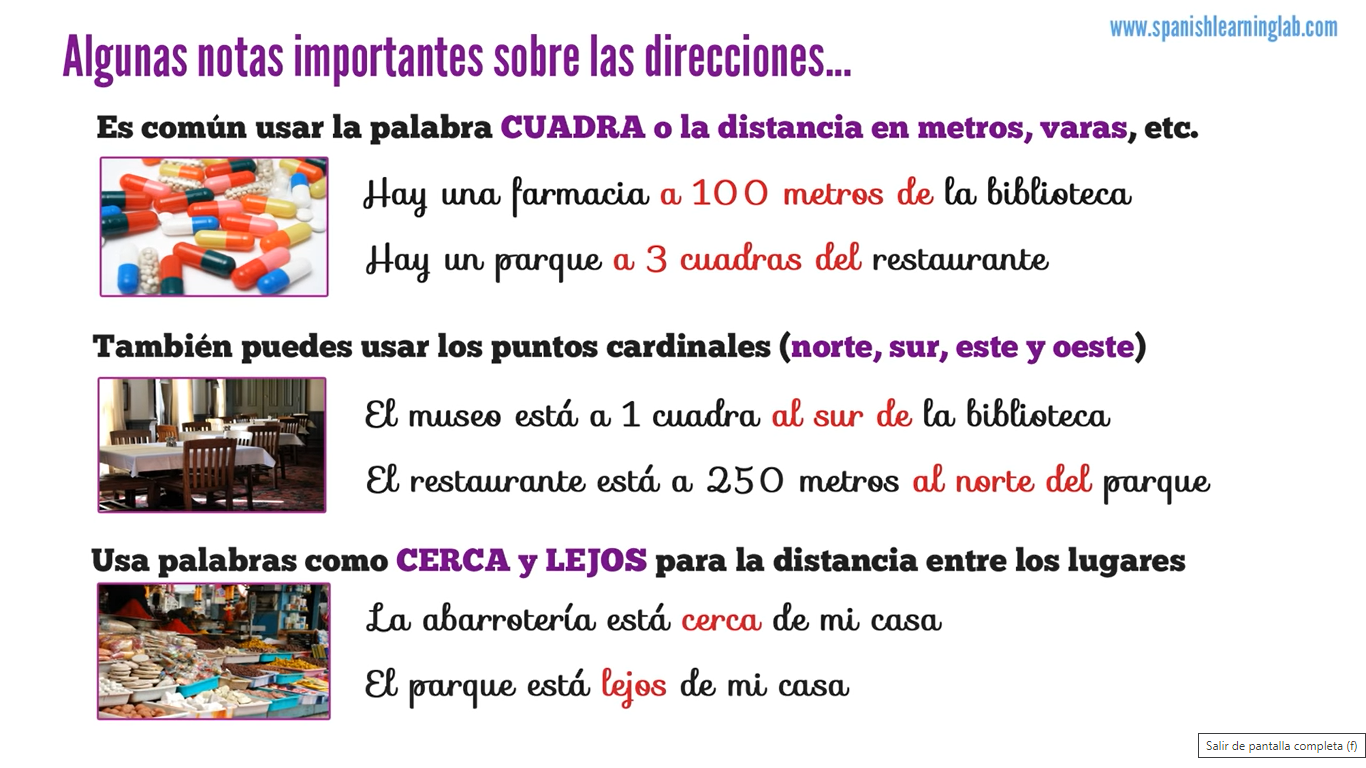 www.spanishlearninglab.com
Algunas notas importantes sobre las direcciones...
Es común usar la palabra CUADRA o la distancia en metros, varas, etc.
Hay una farmacia a 100 metros de la biblioteca
Hay un parque a 3 cuadras del restaurante
También puedes usar los puntos cardinales (norte, sur, este y oeste)
El museo está a 1 cuadra al sur de la biblioteca
El restaurante está a 250 metros al norte del parque
Usa palabras como CERCA y LEJOS para la distancia entre los lugares
La abarrotería está cerca de mi casa
El parque está lejos de mi casa
Salir de pantalla completa (f)